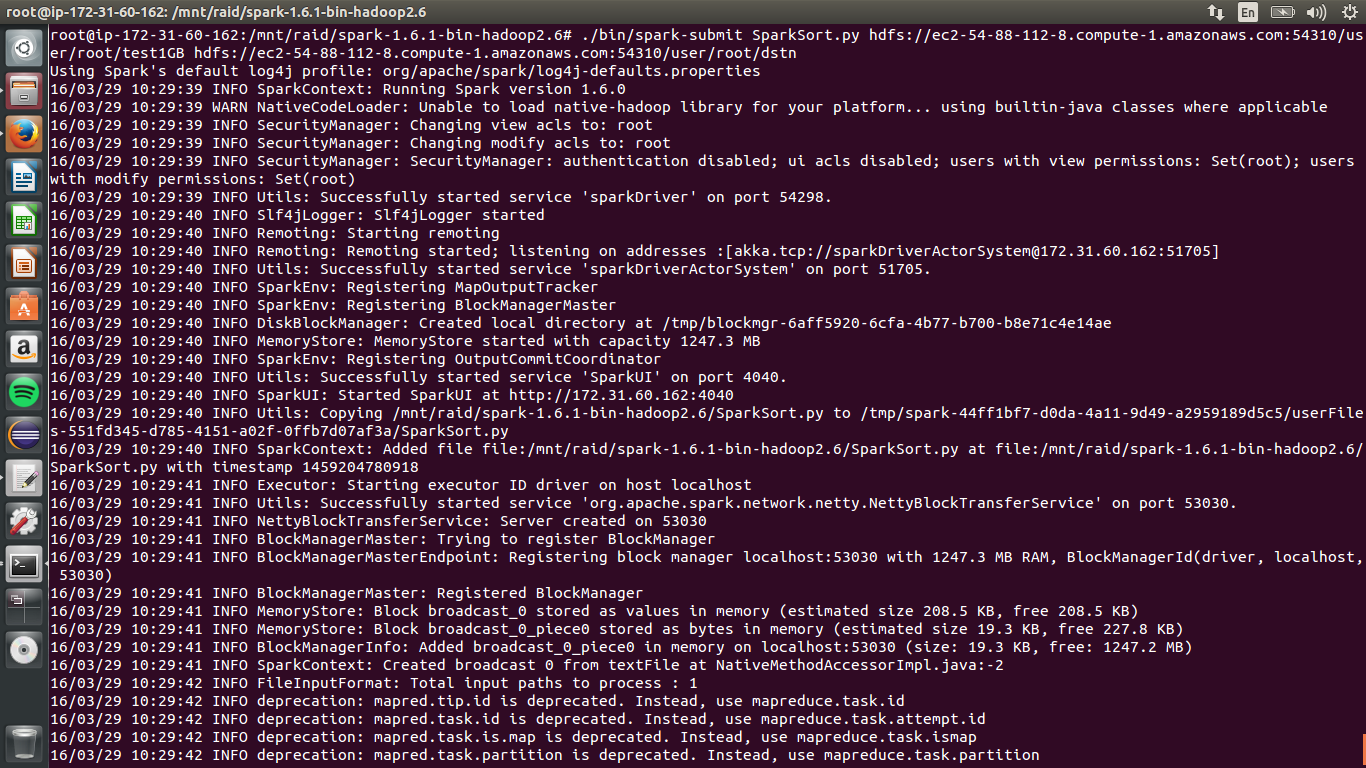 root@ip-172-31-60-162: /mnt/raid/spark-1.6.1-bin-hadoop2.6
En
root@ip-172-31-60-162:/mnt/raid/spark-1.6.1-bin-hadoop2.6# ./bin/spark-submit SparkSort.py hdfs://ec2-54-88-112-8.compute-1.amazonaws.com:54310/us
er/root/test1GB hdfs://ec2-54-88-112-8.compute-1.amazonaws.com:54310/user/root/dstn
Using Spark's default log4j profile: org/apache/spark/log4j-defaults.properties
16/03/29 10:29:39 INFO SparkContext: Running Spark version 1.6.0
16/03/29 10:29:39 WARN NativeCodeLoader: Unable to load native-hadoop library for your platform... using builtin-java classes where applicable
16/03/29 10:29:39 INFO SecurityManager: Changing view acls to: root
16/03/29 10:29:39 INFO SecurityManager: Changing modify acls to: root
16/03/29 10:29:39 INFO SecurityManager: SecurityManager: authentication disabled; ui acls disabled; users with view permissions: Set(root); users
with modify permissions: Set(root)
16/03/29 10:29:39 INFO Utils: Successfully started service 'sparkDriver' on port 54298.
16/03/29 10:29:40 INFO Slf4jLogger: Slf4jLogger started
16/03/29 10:29:40 INFO Remoting: Starting remoting
16/03/29 10:29:40 INFO Remoting: Remoting started; listening on addresses :[akka.tcp://sparkDriverActorSystem@172.31.60.162:51705]
16/03/29 10:29:40 INFO Utils: Successfully started service 'sparkDriverActorSystem' on port 51705.
16/03/29 10:29:40 INFO SparkEnv: Registering MapOutputTracker
16/03/29 10:29:40 INFO SparkEnv: Registering BlockManagerMaster
16/03/29 10:29:40 INFO DiskBlockManager: Created local directory at /tmp/blockmgr-6aff5920-6cfa-4b77-b700-b8e71c4e14ae
16/03/29 10:29:40 INFO MemoryStore: MemoryStore started with capacity 1247.3 MB
16/03/29 10:29:40 INFO SparkEnv: Registering OutputCommitCoordinator
16/03/29 10:29:40 INFO Utils: Successfully started service 'SparkUI' on port 4040.
16/03/29 10:29:40 INFO SparkUI: Started SparkUI at http://172.31.60.162:4040
16/03/29 10:29:40 INFO Utils: Copying /mnt/raid/spark-1.6.1-bin-hadoop2.6/SparkSort.py to /tmp/spark-44ff1bf7-d0da-4a11-9d49-a2959189d5c5/userFile
s-551fd345-d785-4151-a02f-0ffb7d07af3a/SparkSort.py
16/03/29 10:29:40 INFO SparkContext: Added file file:/mnt/raid/spark-1.6.1-bin-hadoop2.6/SparkSort.py at file:/mnt/raid/spark-1.6.1-bin-hadoop2.6/
SparkSort.py with timestamp 1459204780918
16/03/29 10:29:41 INFO Executor: Starting executor ID driver on host localhost
16/03/29 10:29:41 INFO Utils: Successfully started service 'org.apache.spark.network.netty.NettyBlockTransferService' on port 53030.
16/03/29 10:29:41 INFO NettyBlockTransferService: Server created on 53030
16/03/29 10:29:41 INFO BlockManagerMaster: Trying to register BlockManager
16/03/29 10:29:41 INFO BlockManagerMasterEndpoint: Registering block manager localhost:53030 with 1247.3 MB RAM, BlockManagerId(driver, localhost,
53030)
16/03/29 10:29:41 INFO BlockManagerMaster: Registered BlockManager
16/03/29 10:29:41 INFO MemoryStore: Block broadcast_0 stored as values in memory (estimated size 208.5 KB, free 208.5 KB)
16/03/29 10:29:41 INFO MemoryStore: Block broadcast_0_piece0 stored as bytes in memory (estimated size 19.3 KB, free 227.8 KB)
16/03/29 10:29:41 INFO BlockManagerInfo: Added broadcast_0_piece0 in memory on localhost:53030 (size: 19.3 KB, free: 1247.2 MB)
16/03/29 10:29:41 INFO SparkContext: Created broadcast 0 from textFile at NativeMethodAccessorImpl.java:-2
16/03/29 10:29:42 INFO FileInputFormat: Total input paths to process : 1
16/03/29 10:29:42 INFO deprecation: mapred.tip.id is deprecated. Instead, use mapreduce.task.id
16/03/29 10:29:42 INFO deprecation: mapred.task.id is deprecated. Instead, use mapreduce.task.attempt.id
16/03/29 10:29:42 INFO deprecation: mapred.task.is.map is deprecated. Instead, use mapreduce.task.ismap
16/03/29 10:29:42 INFO deprecation: mapred.task.partition is deprecated. Instead, use mapreduce.task.partition